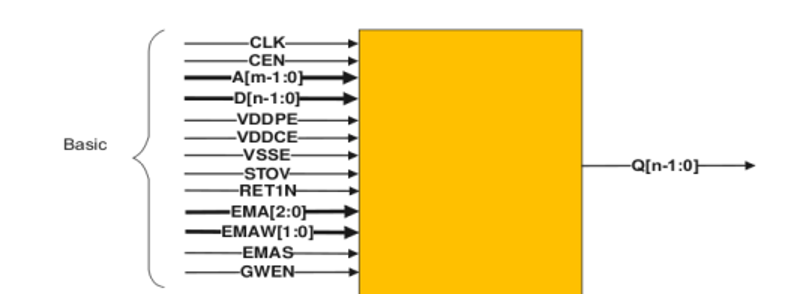 CLK
CEN
A[m-1:0]
D[n-1:0]
VDDPE
VDDCE
Basic
VSSE
STOV
Q[n-1:0]
RET1N
EMA[2:0]
EMAW[1:0]
EMAS
GWEN